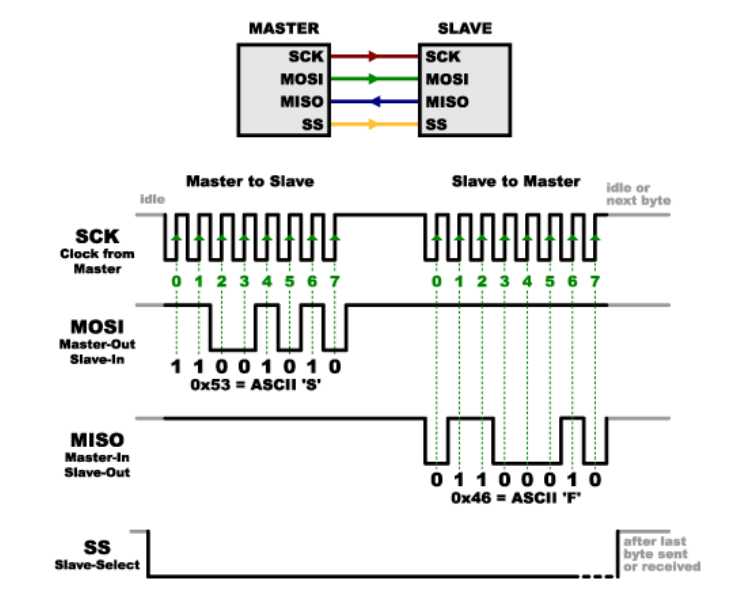 MASTER
SLAVE
SCK
SCK
MOSI
MOSI
MISO
MISO
SS
SS
Master to Slave
Slave to Master
idle
idle or
next byte
SCK
Clock from
Master
0 1 2 3 4 5 6 7
0 1 2 3 4 5 6 7
MOSI
Master-Out
Slave-In
1 1 0 0 1 0 1 0
0x53 = ASCII 'S'
MISO
Master-In
Slave-Out
0 1 1 0 0 0 1 0
0x46 = ASCII 'F'
SS
Slave-Select
after last
byte sent
or received